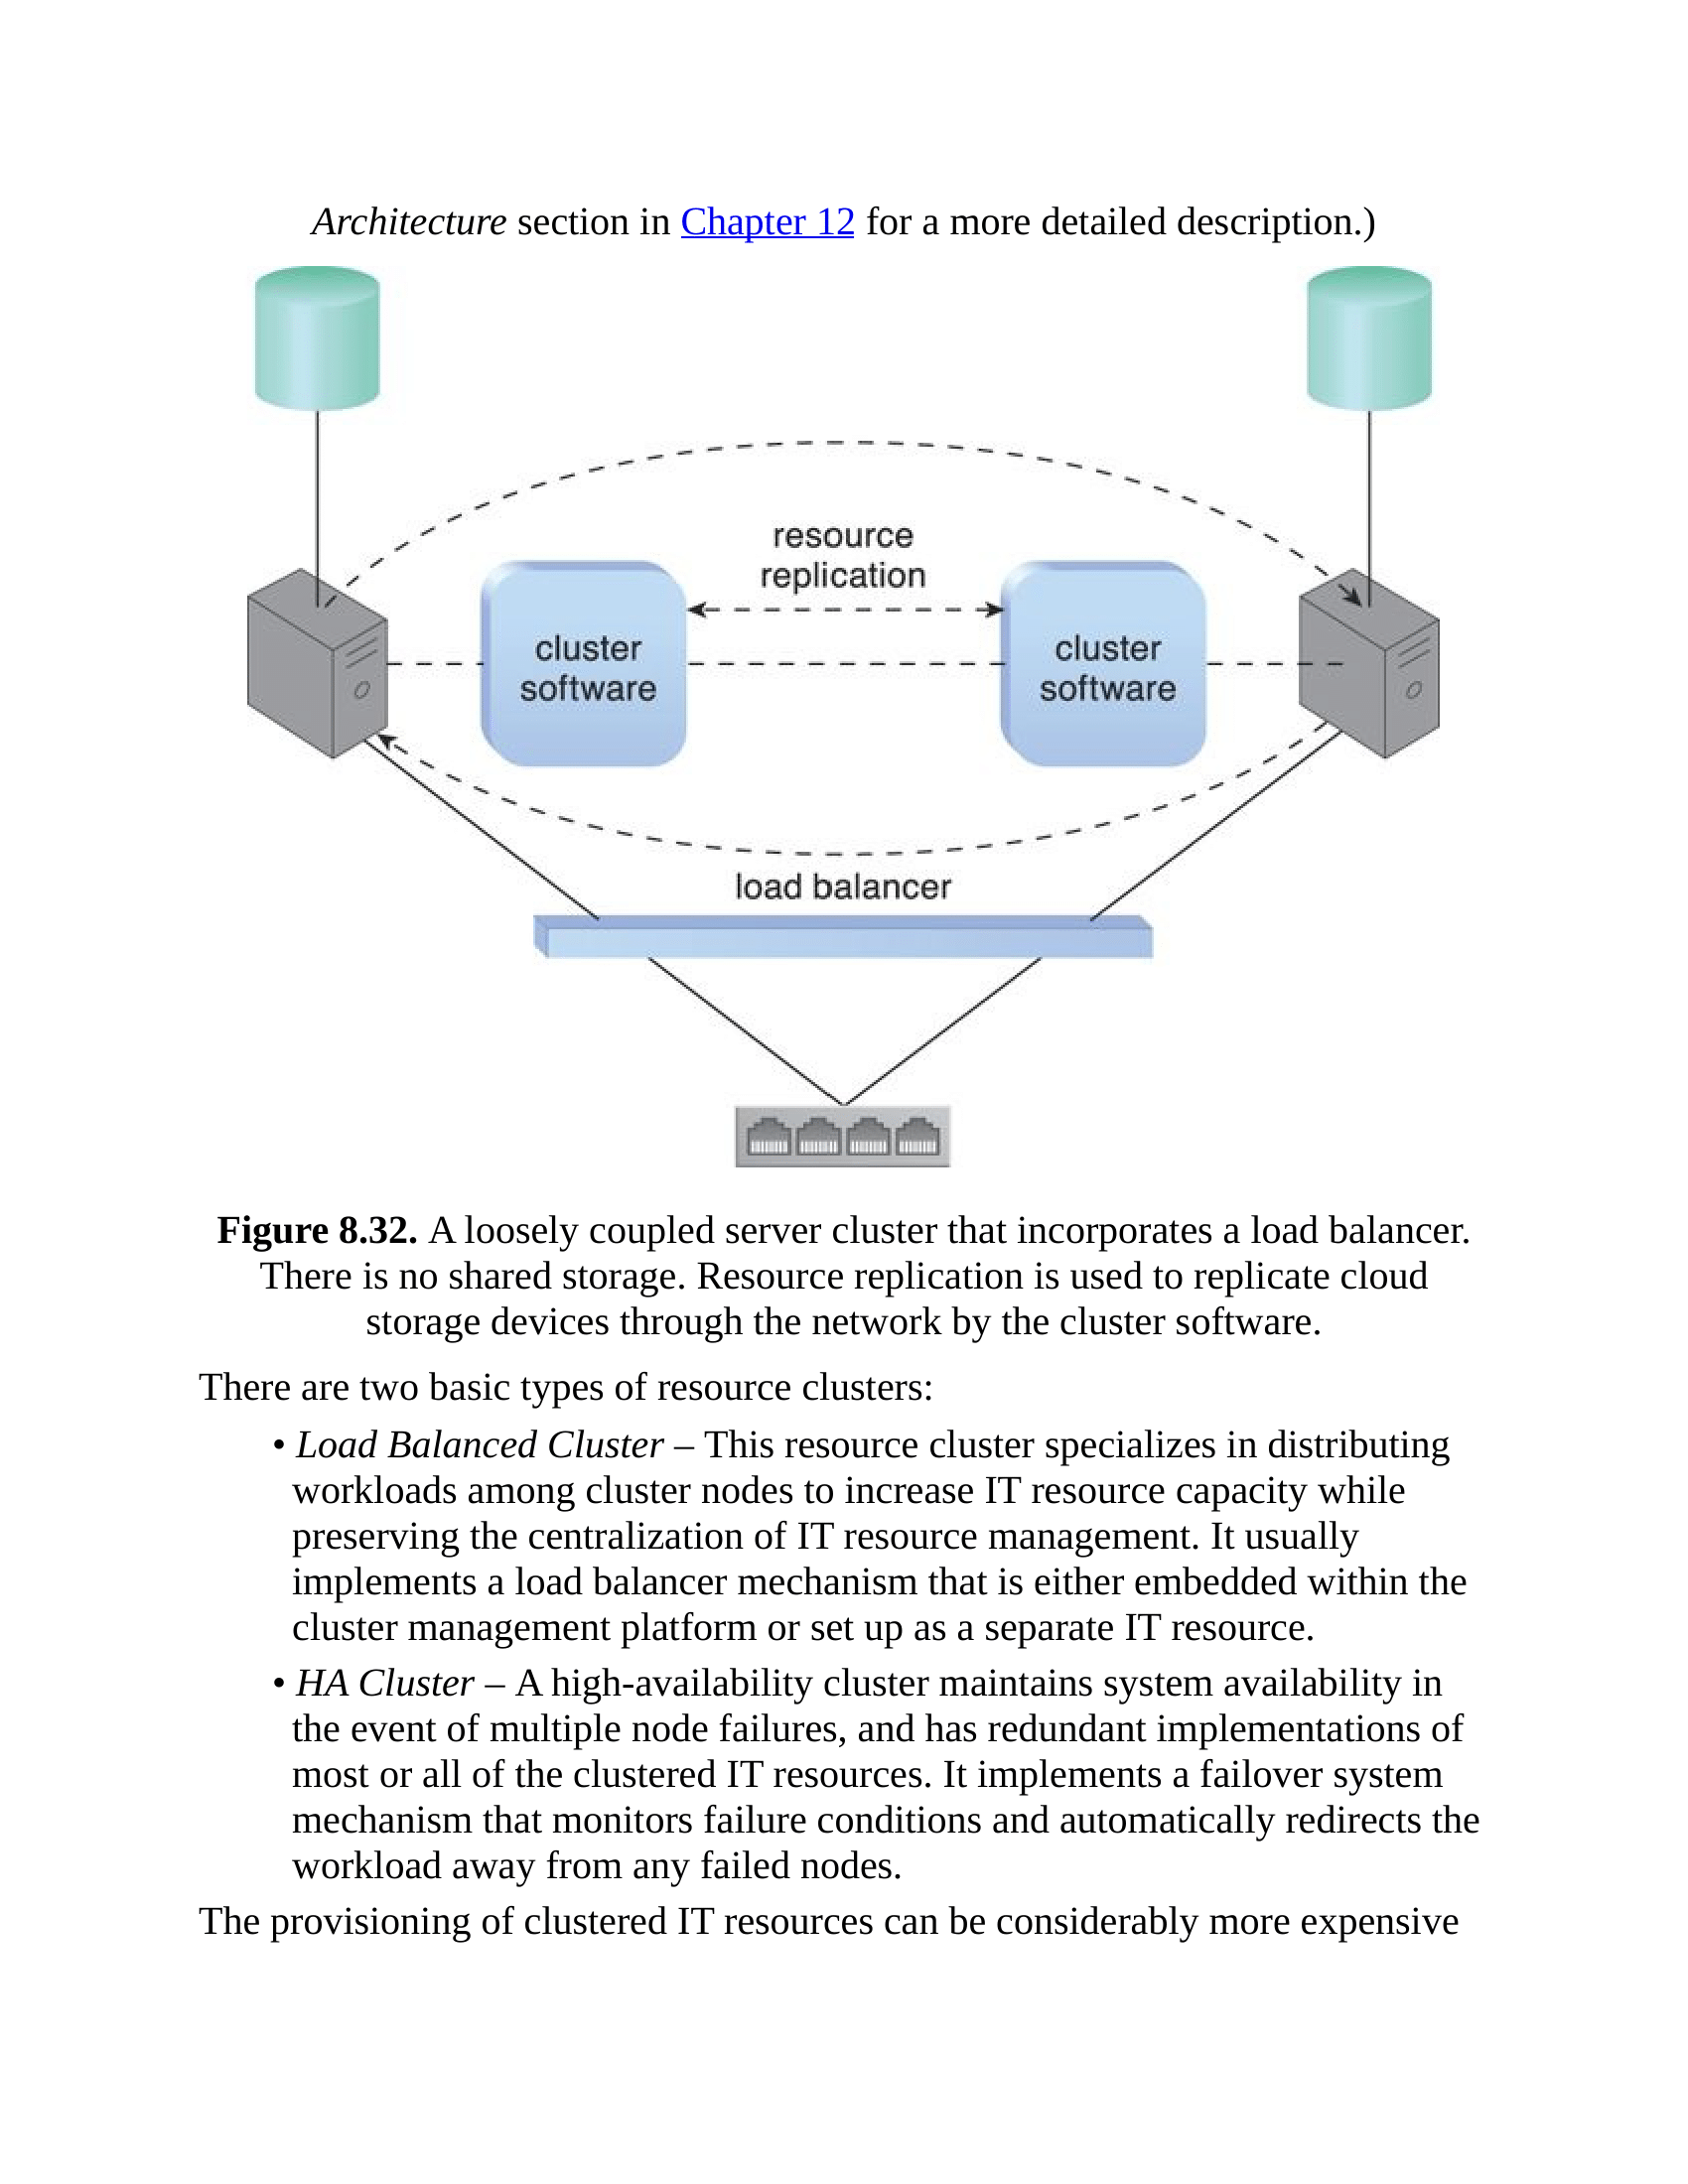 Architecture section in Chapter 12 for a more detailed description.)
resource
replication
cluster
software
cluster
software
load balancer
Figure 8.32. A loosely coupled server cluster that incorporates a load balancer.
There is no shared storage. Resource replication is used to replicate cloud
storage devices through the network by the cluster software.
There are two basic types of resource clusters:
• Load Balanced Cluster – This resource cluster specializes in distributing
workloads among cluster nodes to increase IT resource capacity while
preserving the centralization of IT resource management. It usually
implements a load balancer mechanism that is either embedded within the
cluster management platform or set up as a separate IT resource.
• HA Cluster – A high-availability cluster maintains system availability in
the event of multiple node failures, and has redundant implementations of
most or all of the clustered IT resources. It implements a failover system
mechanism that monitors failure conditions and automatically redirects the
workload away from any failed nodes.
The provisioning of clustered IT resources can be considerably more expensive